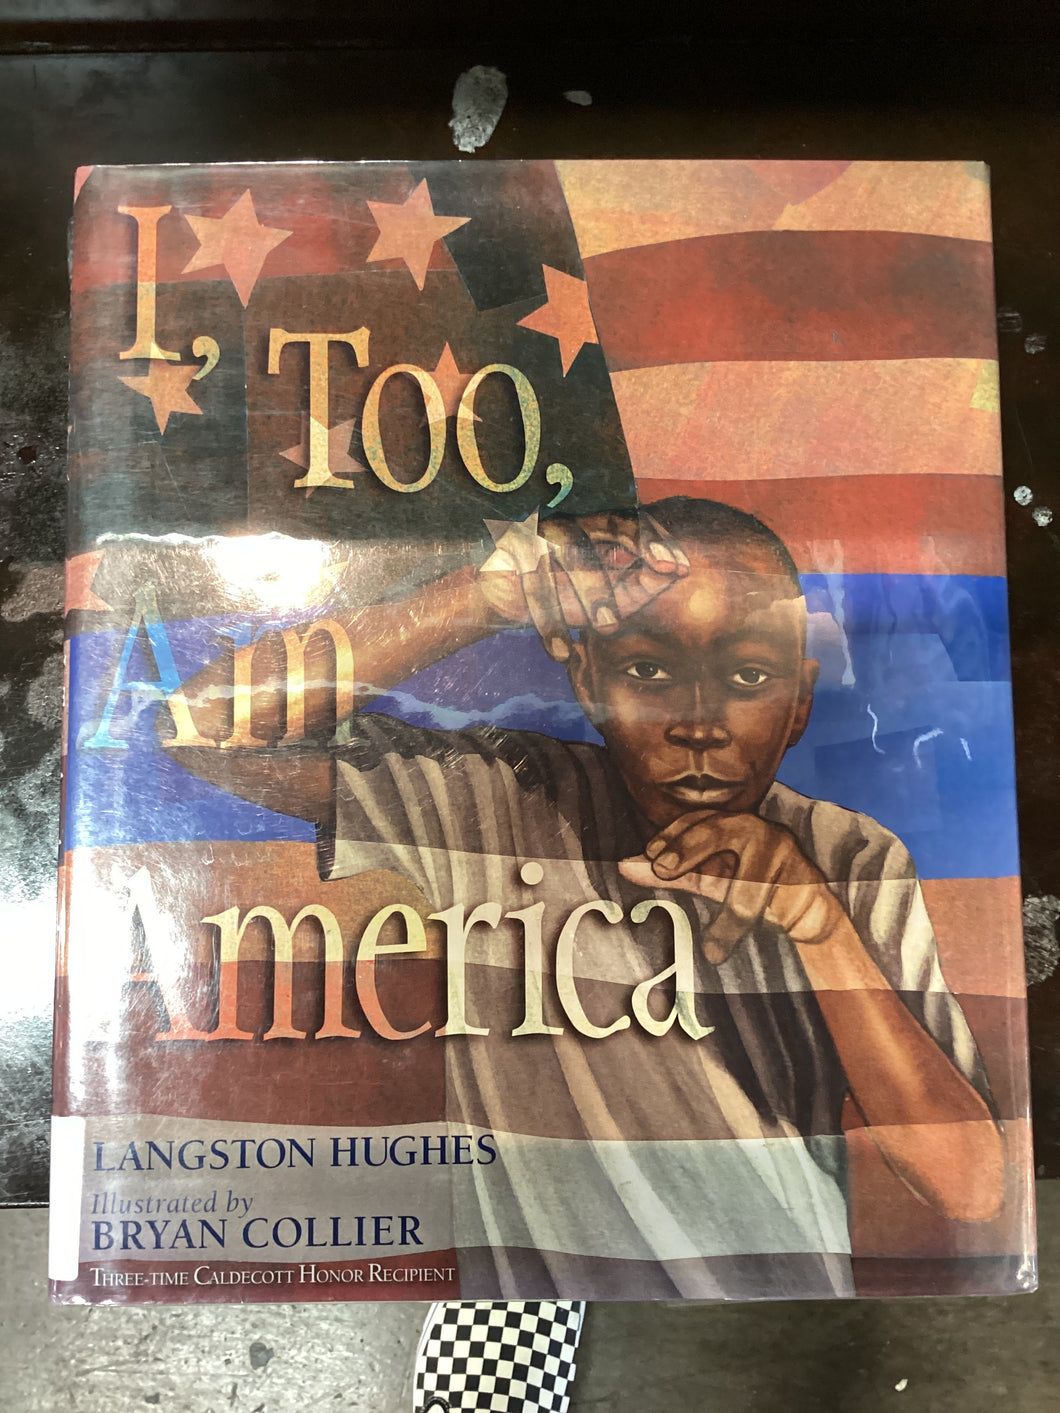 I,
Too,
Am
America
LANGSTON HUGHES
Illustrated by
BRYAN COLLIER
THREE-TIME CALDECOTT HONOR RECIPIENT